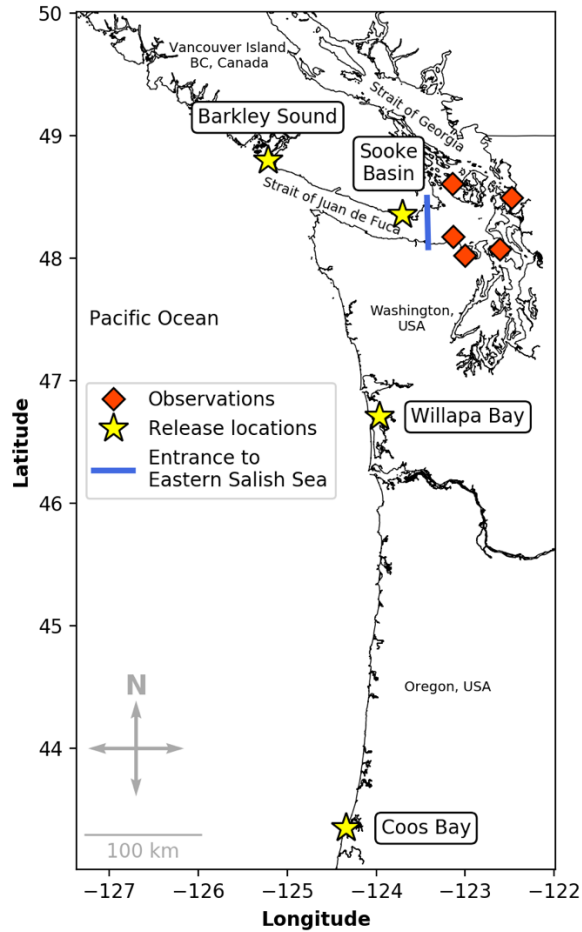 50
49
48
47
46
45
44
Latitude
Vancouver Island
BC, Canada
Strait of Georgia
Barkley Sound
Sooke
Basin
Strait of Juan de Fuca
Pacific Ocean
Washington,
USA
Observations
Release locations
Entrance to
Eastern Salish Sea
Willapa Bay
Oregon, USA
N
100 km
Coos Bay
−127
−126
−125
−124
−123
−122
Longitude